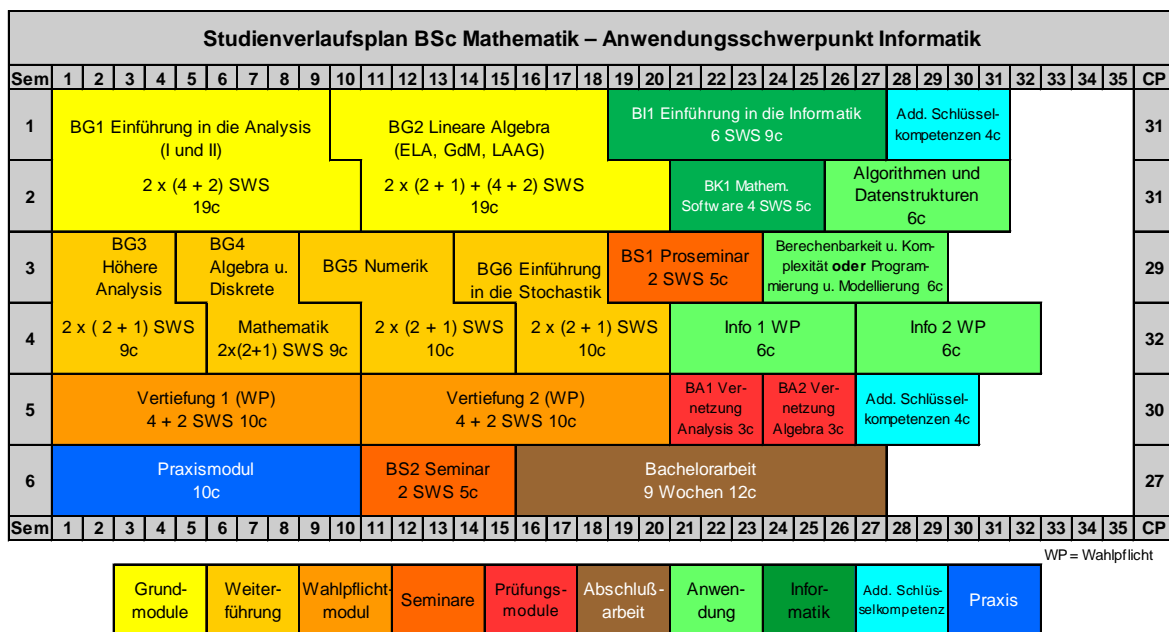 Studienverlaufsplan BSc Mathematik – Anwendungsschwerpunkt Informatik
Sem 1 2 3 4 5 6 7 8 9 10 11 12 13 14 15 16 17 18 19 20 21 22 23 24 25 26 27 28 29 30 31 32 33 34 35 CP
1
BG1 Einführung in die Analysis
(I und II)
BG2 Lineare Algebra
(ELA, GdM, LAAG)
BI1 Einführung in die Informatik
6 SWS 9c
Add. Schlüssel-
kompetenzen 4c
31
2
2 x (4 + 2) SWS
19c
2 x (2 + 1) + (4 + 2) SWS
19c
BK1 Mathem.
Software 4 SWS 5c
Algorithmen und
Datenstrukturen
6c
31
3
BG3
Höhere
Analysis
BG4
Algebra u.
Diskrete
BG5 Numerik
BG6 Einführung
in die Stochastik
BS1 Proseminar
2 SWS 5c
Berechenbarkeit u. Kom-
plexität oder Program-
mierung u. Modellierung 6c
29
4
2 x ( 2 + 1) SWS
9c
Mathematik
2x(2+1) SWS 9c
2 x (2 + 1) SWS
10c
2 x (2 + 1) SWS
10c
Info 1 WP
6c
Info 2 WP
6c
32
5
Vertiefung 1 (WP)
4 + 2 SWS 10c
Vertiefung 2 (WP)
4 + 2 SWS 10c
BA1 Ver-
netzung
Analysis 3c
BA2 Ver-
netzung
Algebra 3c
Add. Schlüssel-
kompetenzen 4c
30
6
Praxismodul
10c
BS2 Seminar
2 SWS 5c
Bachelorarbeit
9 Wochen 12c
27
Sem 1 2 3 4 5 6 7 8 9 10 11 12 13 14 15 16 17 18 19 20 21 22 23 24 25 26 27 28 29 30 31 32 33 34 35 CP
WP = Wahlpflicht
Grund-
module
Weiter-
führung
Wahlpflicht-
modul
Seminare
Prüfungs-
module
Abschluß-
arbeit
Anwen-
dung
Infor-
matik
Add. Schlüs-
selkompetenz
Praxis